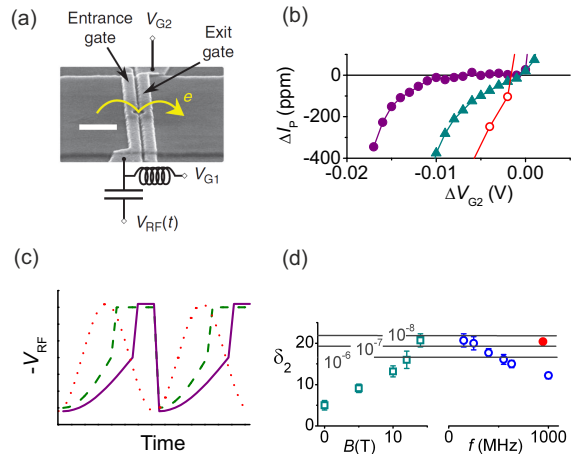 (a)
V_G2
Entrance gate
Exit gate
e
V_G1
V_RF(t)
(b)
0
-200
-400
ΔI_P (ppm)
-0.02
-0.01
0.00
ΔV_G2 (V)
(c)
-V_RF
Time
(d)
20
10
0
δ_2
10^-8
10^-7
10^-6
0
10
B(T)
0
1000
f (MHz)